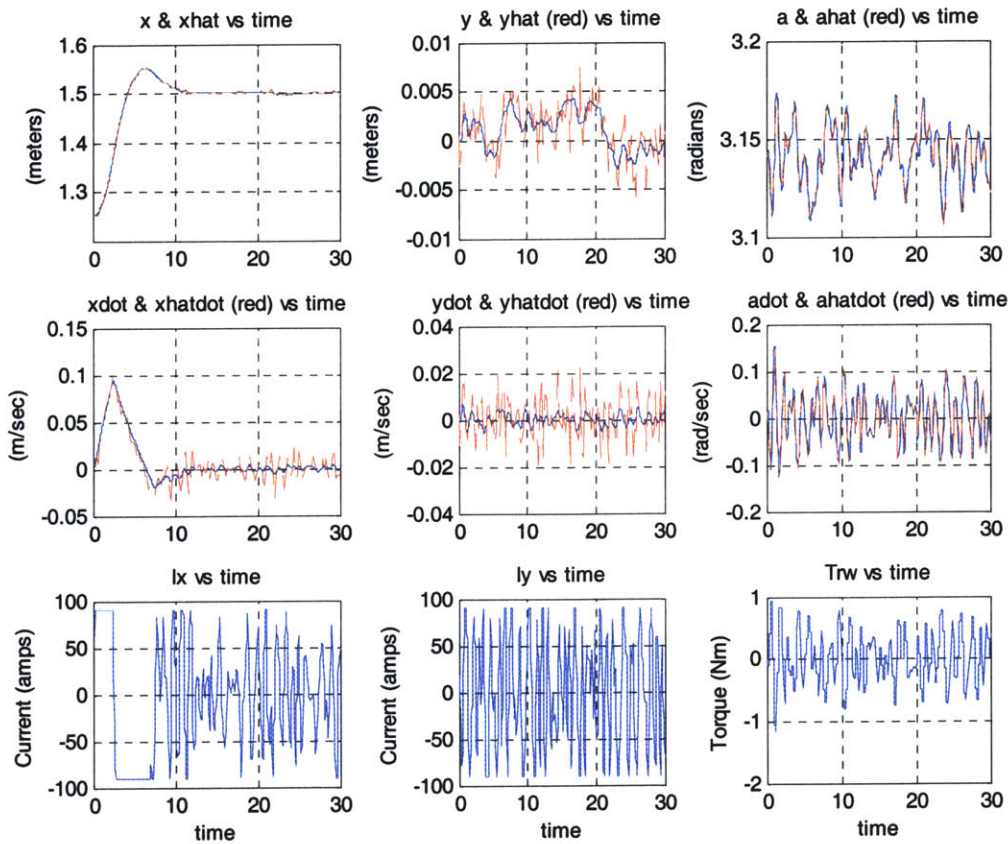 x & xhat vs time
y & yhat (red) vs time
a & ahat (red) vs time
1.6
1.5
1.4
1.3
(meters)
0 10 20 30
0.01
0.005
0
-0.005
-0.01
(meters)
0 10 20 30
3.2
3.15
3.1
(radians)
0 10 20 30
xdot & xhatdot (red) vs time
ydot & yhatdot (red) vs time
adot & ahatdot (red) vs time
0.15
0.1
0.05
0
-0.05
(m/sec)
0 10 20 30
0.04
0.02
0
-0.02
-0.04
(m/sec)
0 10 20 30
0.2
0.1
0
-0.1
-0.2
(rad/sec)
0 10 20 30
Ix vs time
Iy vs time
Trw vs time
100
50
0
-50
-100
Current (amps)
0 10 20 30
time
100
50
0
-50
-100
Current (amps)
0 10 20 30
time
1
0
-1
-2
Torque (Nm)
0 10 20 30
time